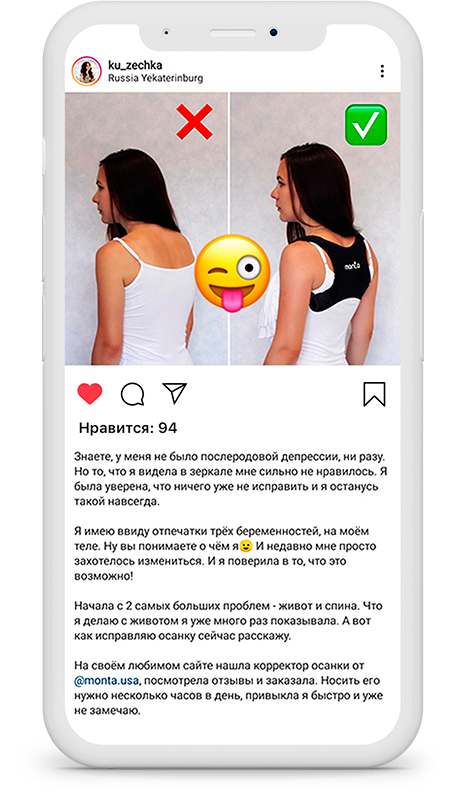 ku_zechka
Russia Yekaterinburg
monta
Нравится: 94
Знаете, у меня не было послеродовой депрессии, ни разу.
Но то, что я видела в зеркале мне сильно не нравилось. Я
была уверена, что ничего уже не исправить и я останусь
такой навсегда.
Я имею ввиду отпечатки трёх беременностей, на моём
теле. Ну вы понимаете о чём я😉 И недавно мне просто
захотелось измениться. И я поверила в то, что это
возможно!
Начала с 2 самых больших проблем - живот и спина. Что
я делаю с животом я уже много раз показывала. А вот
как исправляю осанку сейчас расскажу.
На своём любимом сайте нашла корректор осанки от
@monta.usa, посмотрела отзывы и заказала. Носить его
нужно несколько часов в день, привыкла я быстро и уже
не замечаю.